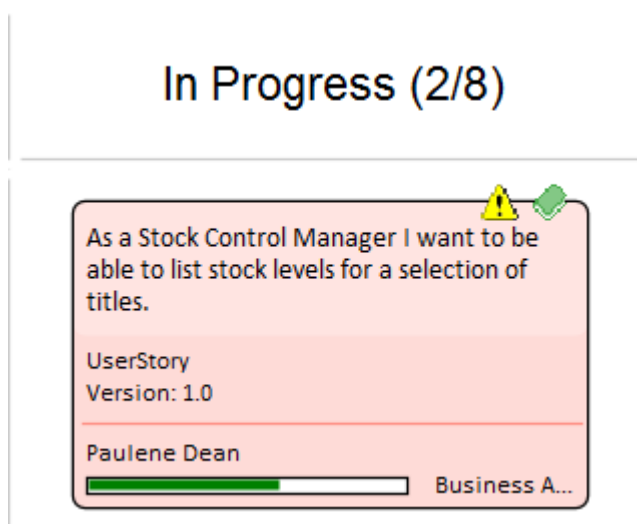 In Progress (2/8)
As a Stock Control Manager I want to be
able to list stock levels for a selection of
titles.
UserStory
Version: 1.0
Paulene Dean
Business A...